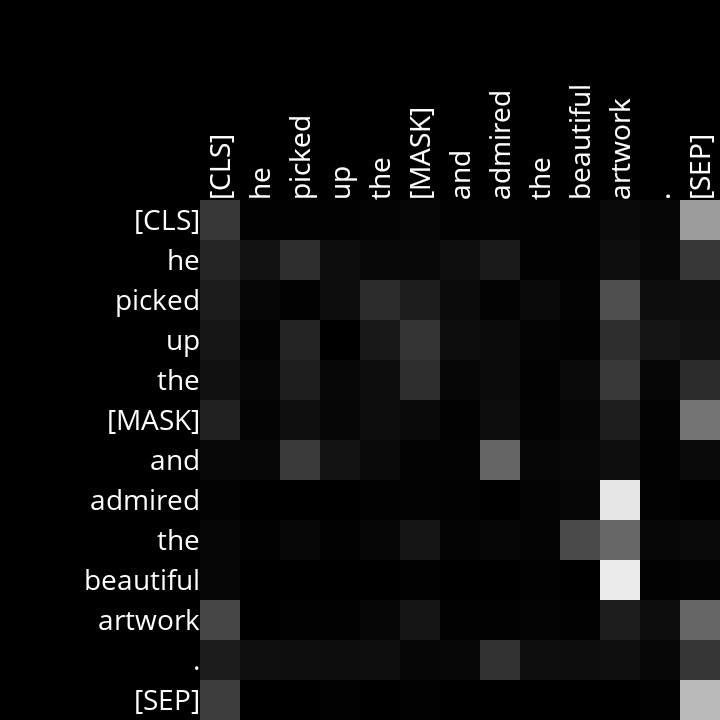 [CLS] he picked up the [MASK] and admired the beautiful artwork . [SEP]
[CLS]
he
picked
up
the
[MASK]
and
admired
the
beautiful
artwork
.
[SEP]